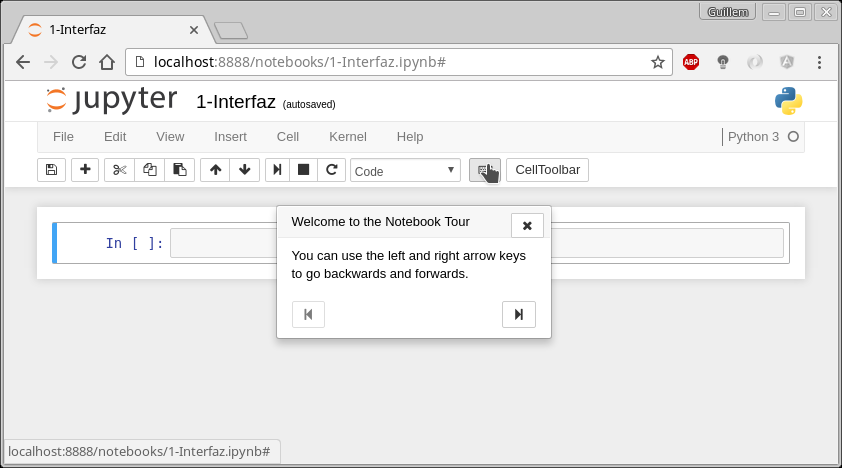 Guillem
1-Interfaz
localhost:8888/notebooks/1-Interfaz.ipynb#
ABP
jupyter 1-Interfaz (autosaved)
File Edit View Insert Cell Kernel Help Python 3
Code CellToolbar
Welcome to the Notebook Tour
In [ ]:
You can use the left and right arrow keys
to go backwards and forwards.
localhost:8888/notebooks/1-Interfaz.ipynb#